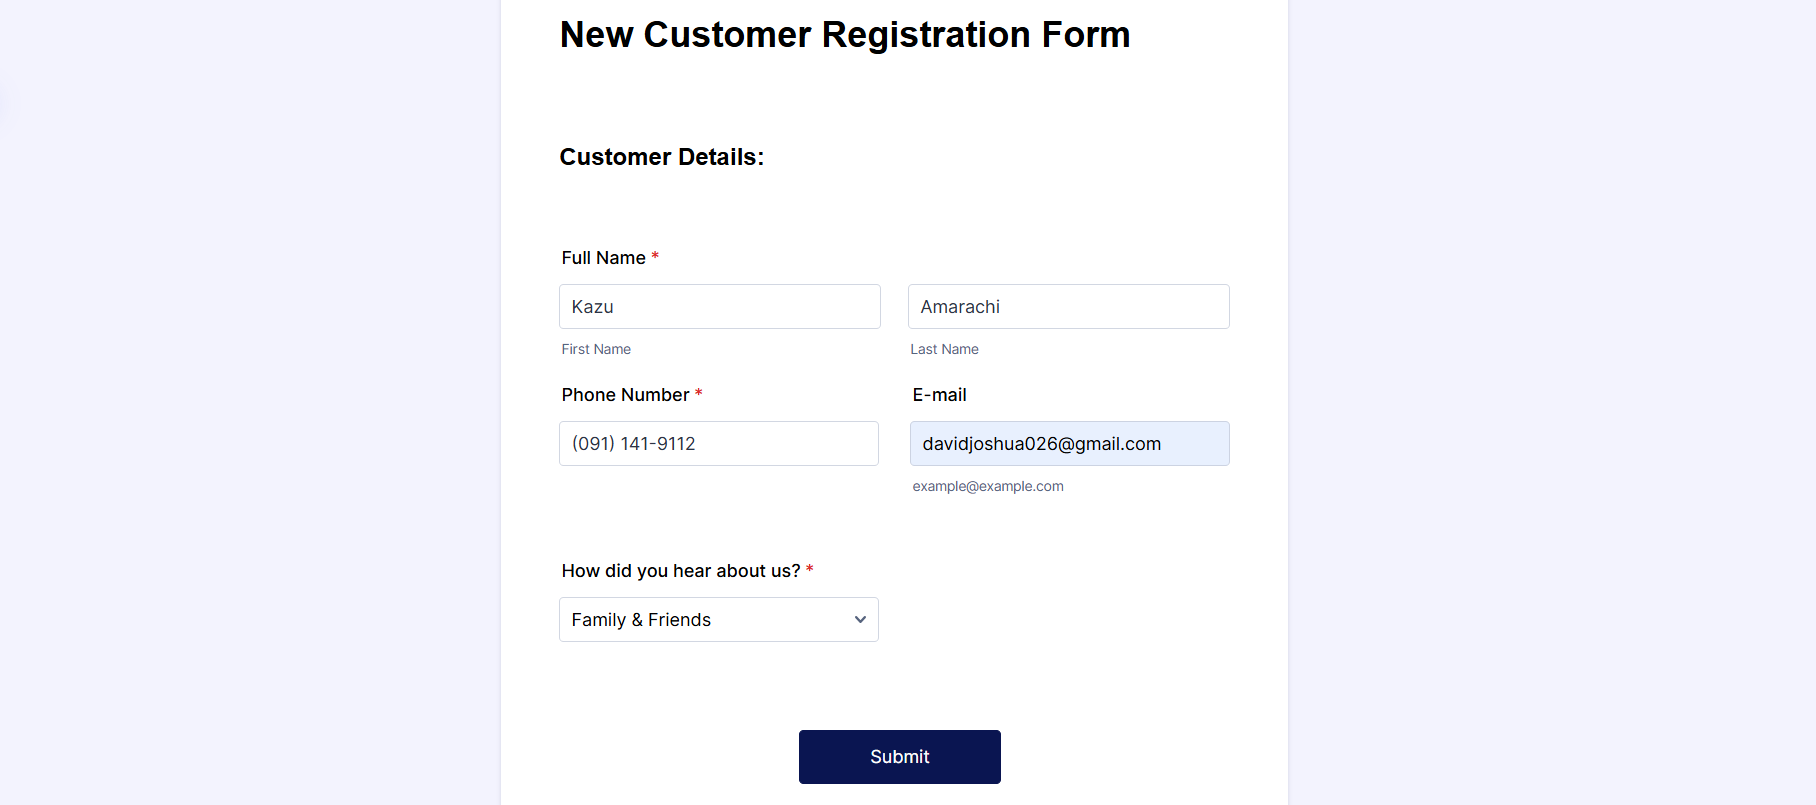 New Customer Registration Form
Customer Details:
Full Name *
Kazu Amarachi
First Name Last Name
Phone Number * E-mail
(091) 141-9112 davidjoshua026@gmail.com
example@example.com
How did you hear about us? *
Family & Friends
Submit